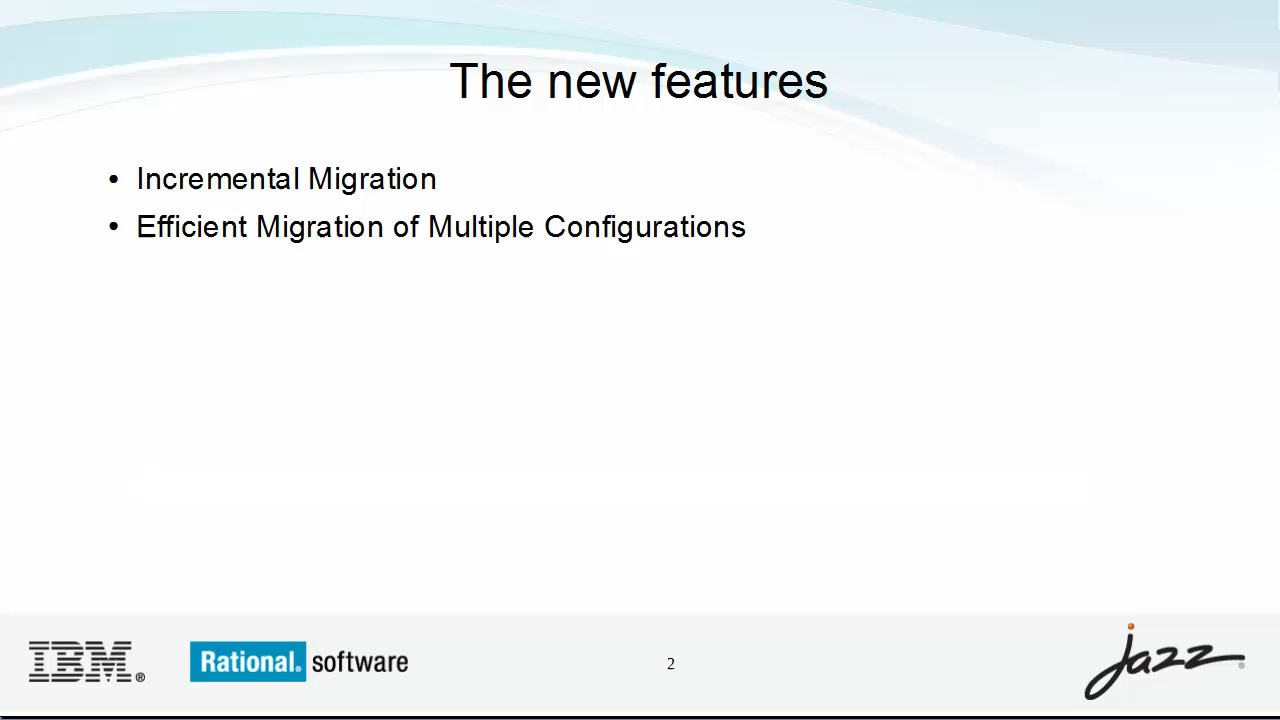 The new features
• Incremental Migration
• Efficient Migration of Multiple Configurations
IBM® Rational® software 2 jazz®